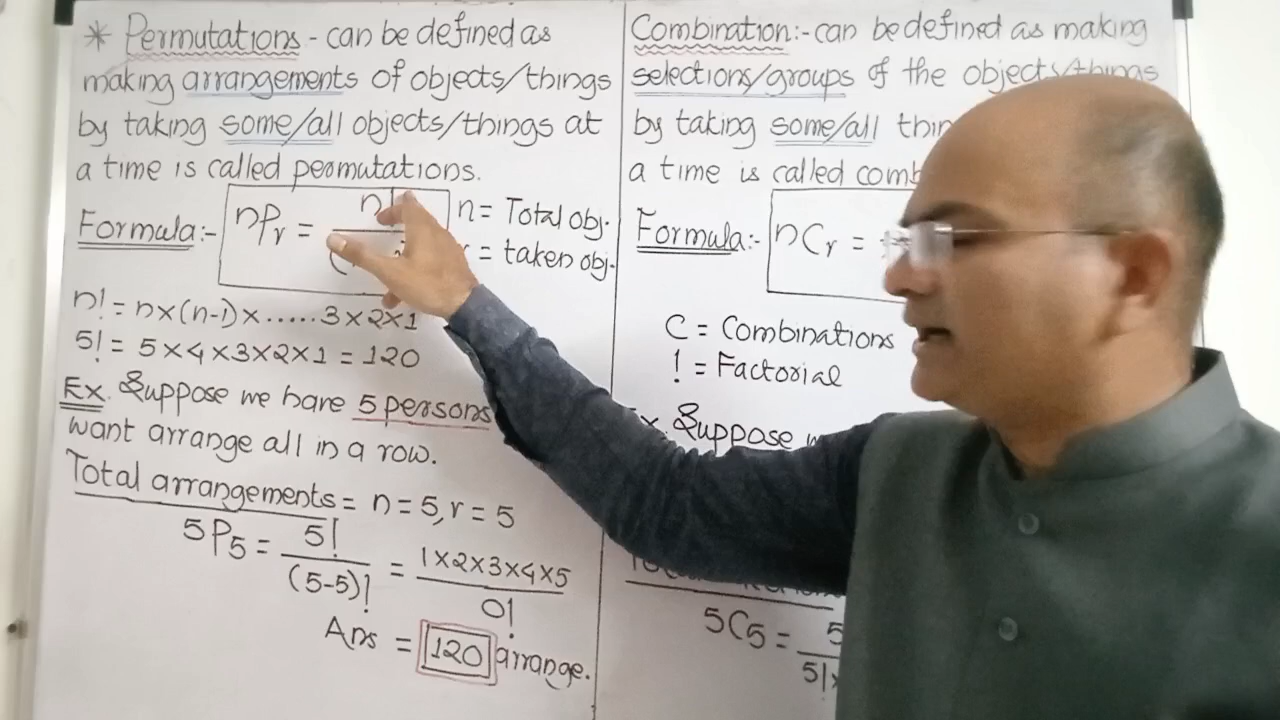 * Permutations - can be defined as
making arrangements of objects/things
by taking some/all objects/things at
a time is called permutations.
Formula:- nPr = n!
n = Total obj.
= taken obj.
n! = n×(n-1)×......3×2×1
5! = 5×4×3×2×1 = 120
Ex. Suppose we have 5 persons
want arrange all in a row.
Total arrangements = n=5, r=5
5P5 = 5! / (5-5)! = 1×2×3×4×5 / 0!
Ans = 120 arrange.
Combination:- can be defined as making
selections/groups of the objects/things
by taking some/all
a time is called
Formula:- nCr =
C = Combinations
! = Factorial
Suppose
5C5 = 5
5!×